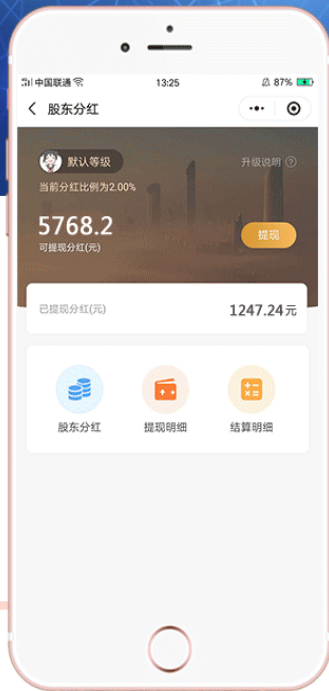 中国联通
13:25
87%
股东分红
默认等级
升级说明
当前分红比例为2.00%
5768.2
可提现分红(元)
提现
已提现分红(元)
1247.24元
股东分红
提现明细
结算明细